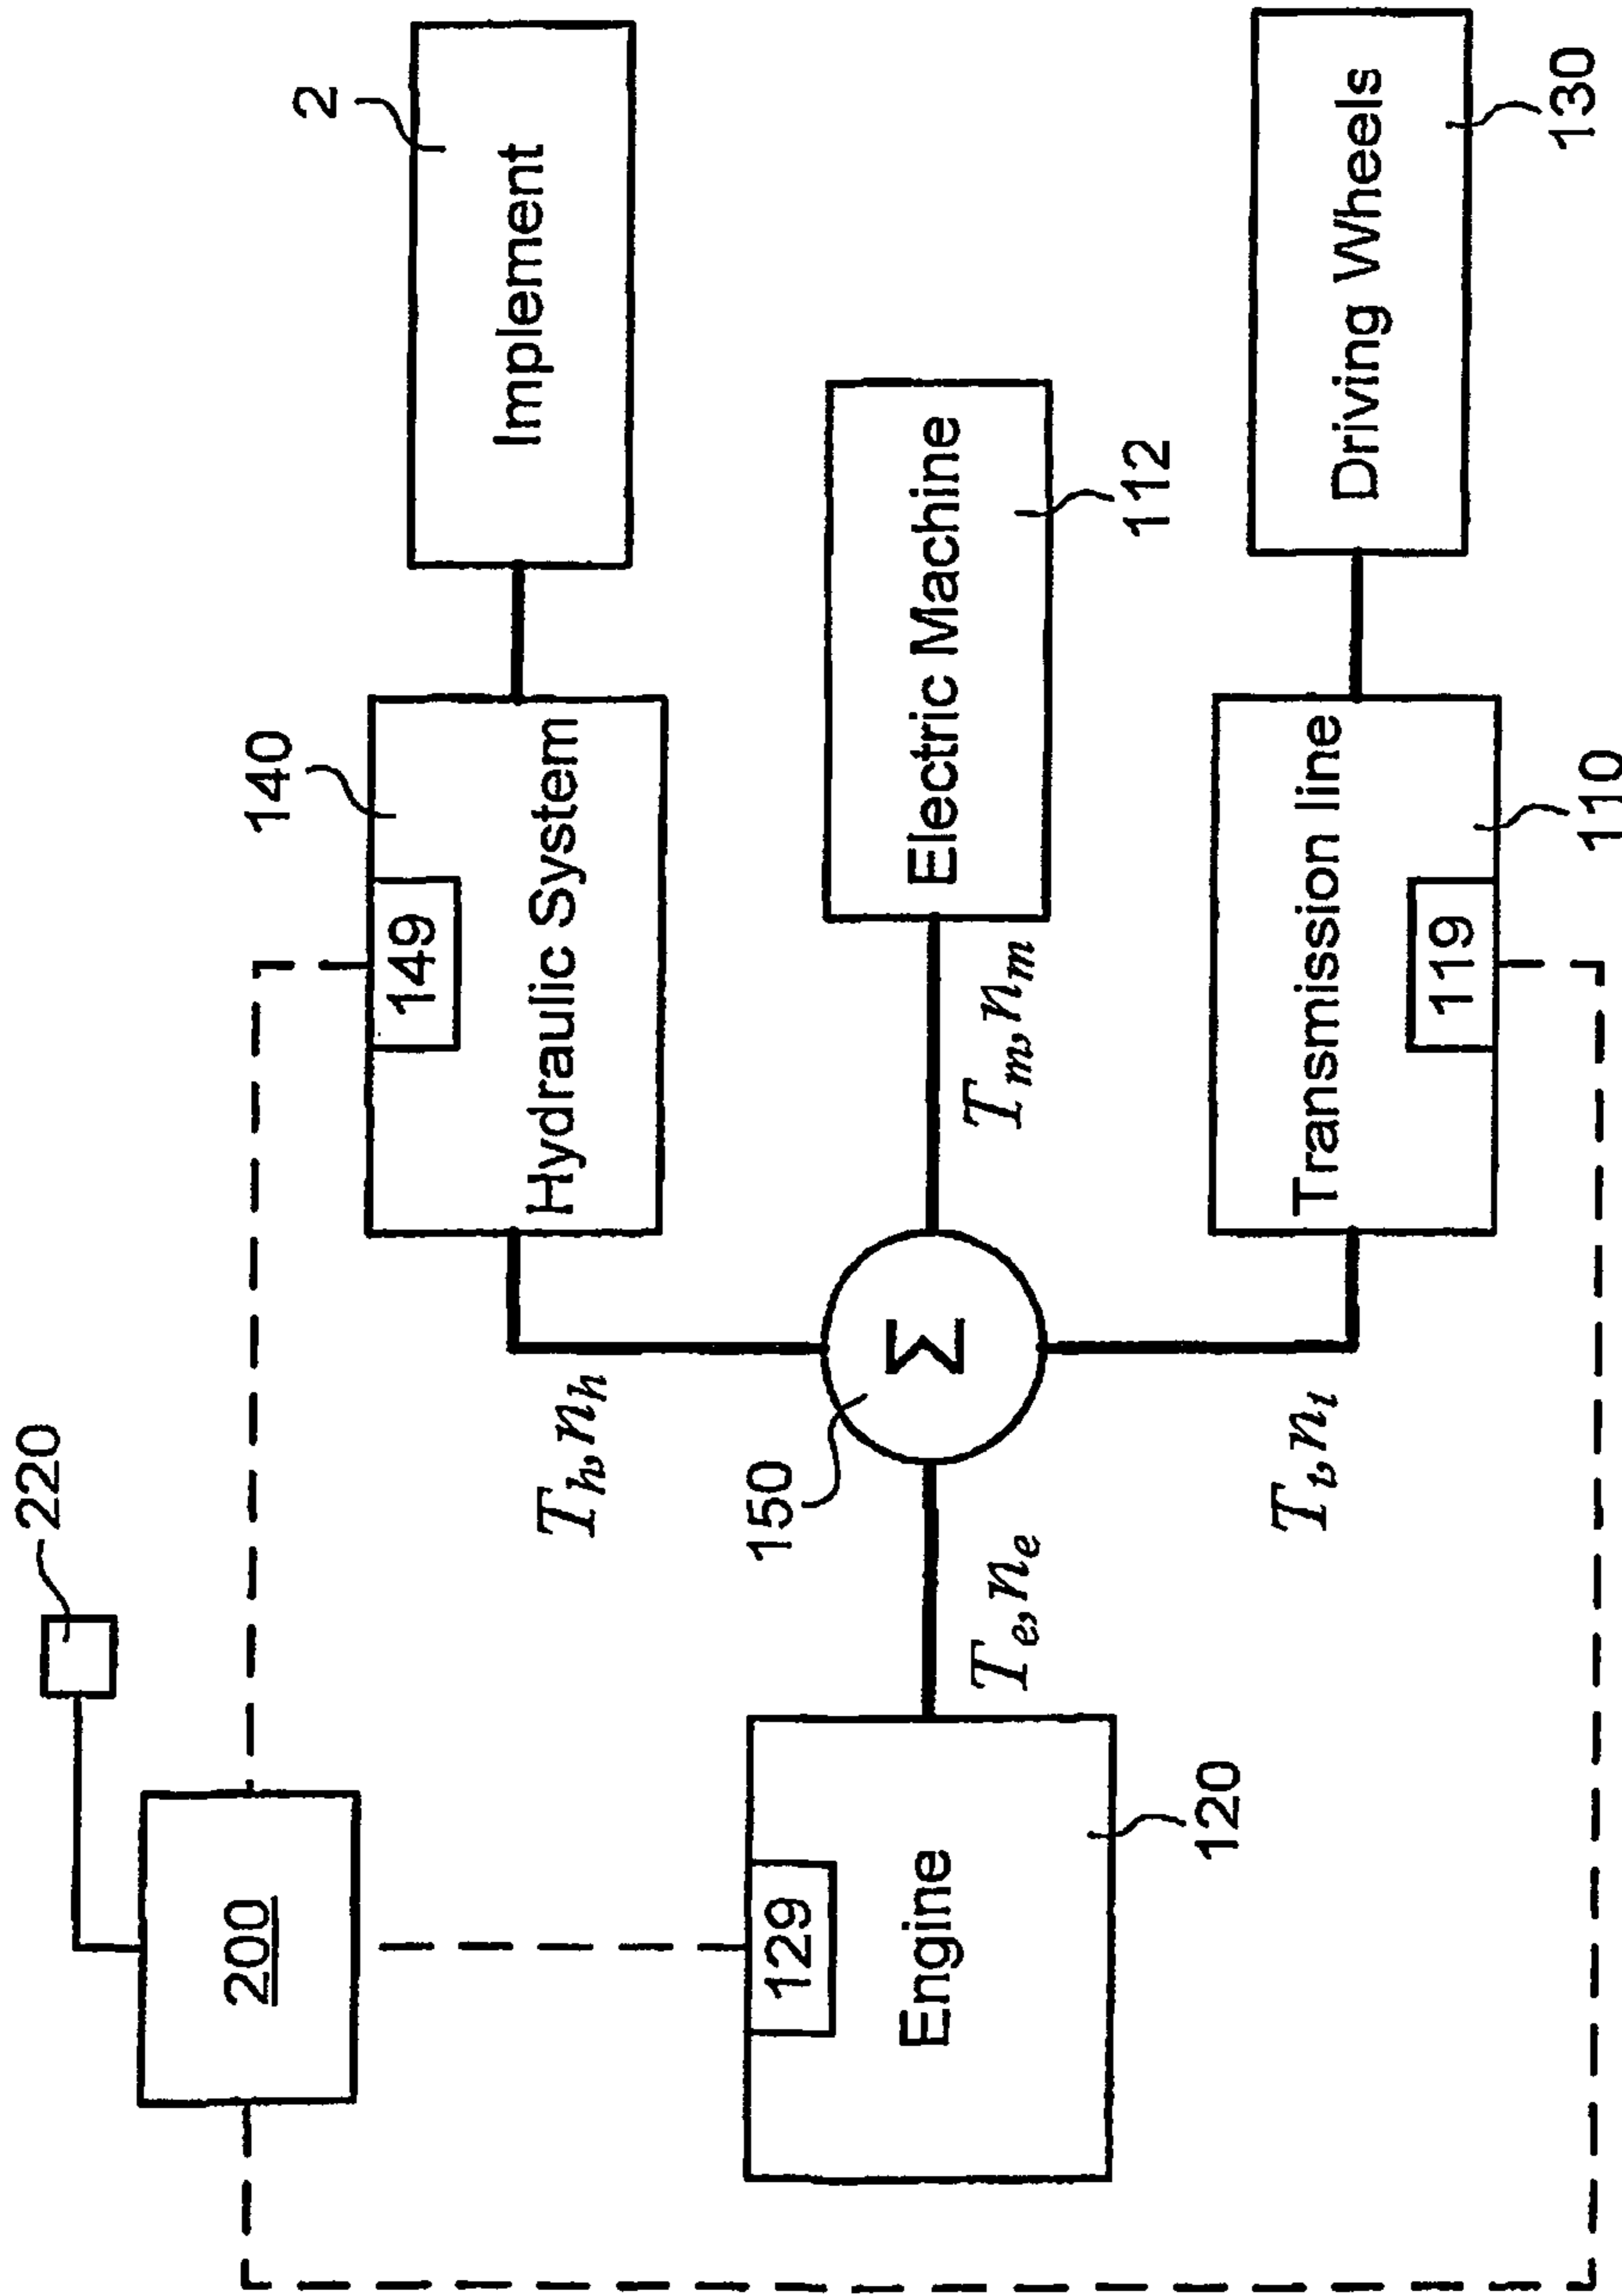 220
200
140
2
149
Hydraulic System
Implement
Th, nh
150
129
Engine
Σ
Electric Machine
Te, ne
Tm, nm
112
120
Tt, nt
Transmission line
Driving Wheels
119
110
130